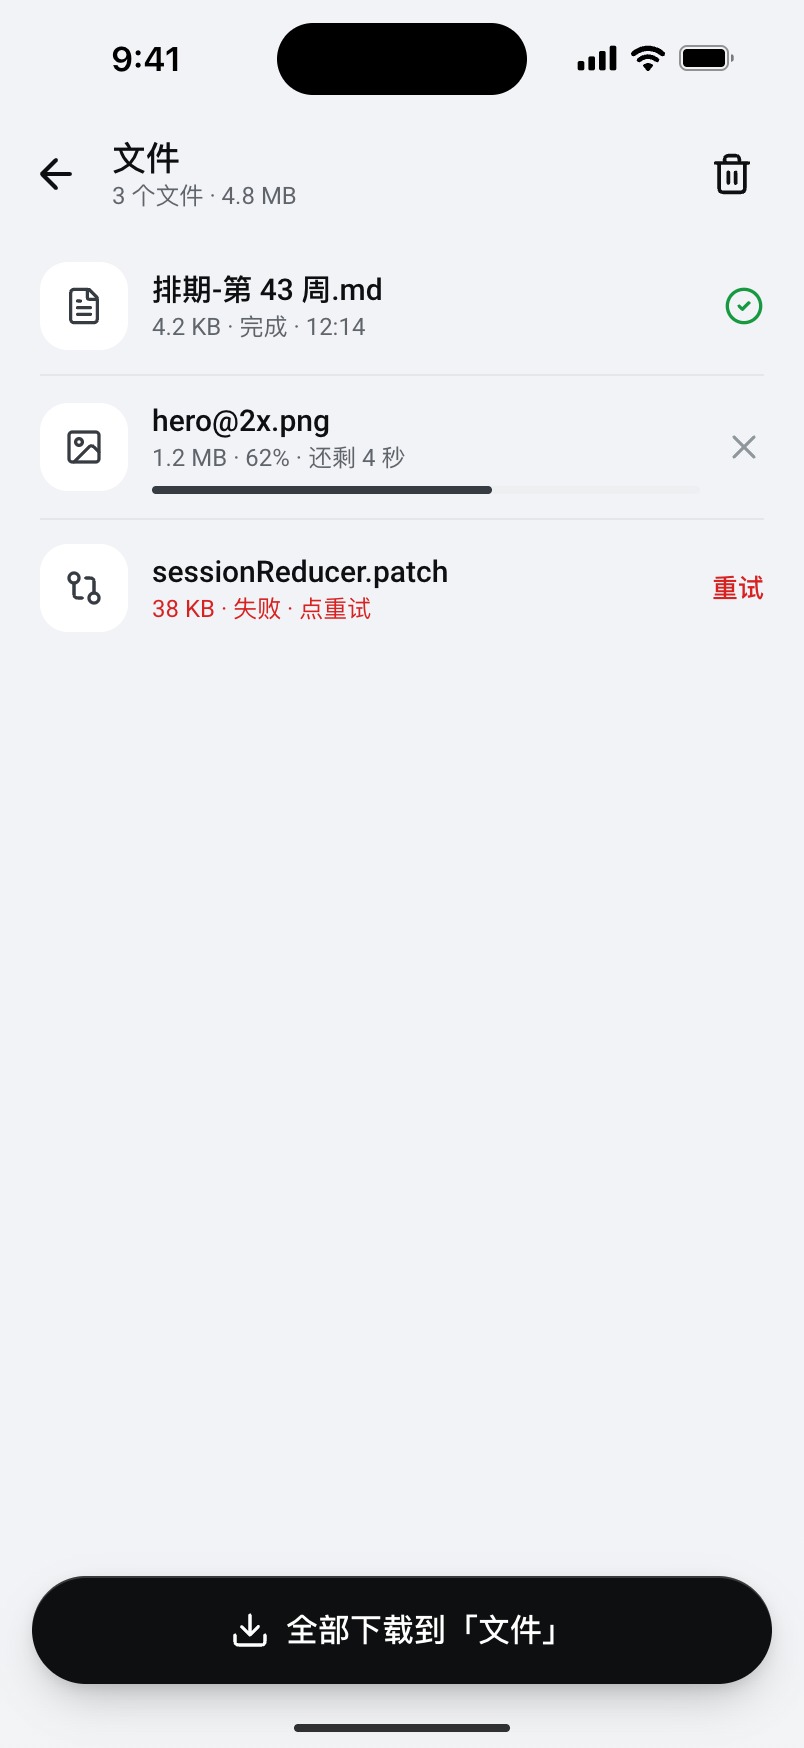 9:41
文件
3 个文件 · 4.8 MB
排期-第 43 周.md
4.2 KB · 完成 · 12:14
hero@2x.png
1.2 MB · 62% · 还剩 4 秒
sessionReducer.patch
38 KB · 失败 · 点重试
重试
全部下载到「文件」